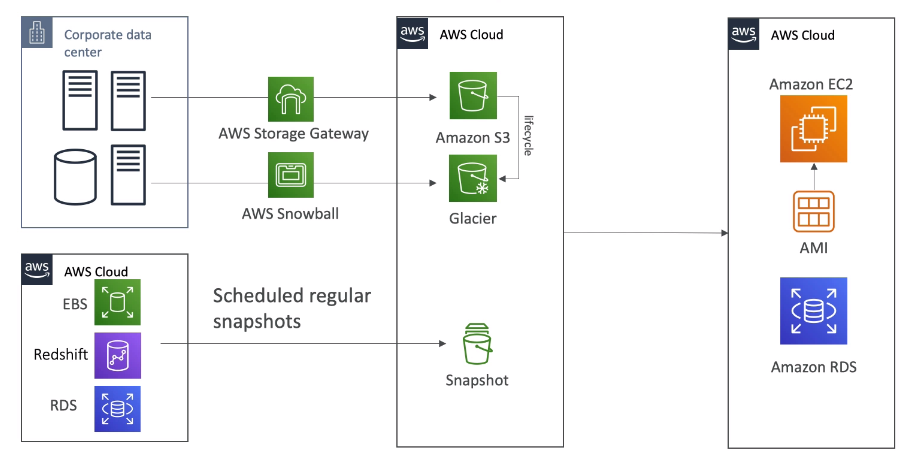 Corporate data
center
AWS Storage Gateway
AWS Snowball
aws
AWS Cloud
Amazon S3
lifecycle
Glacier
aws
AWS Cloud
EBS
Redshift
RDS
Scheduled regular
snapshots
Snapshot
aws
AWS Cloud
Amazon EC2
AMI
Amazon RDS